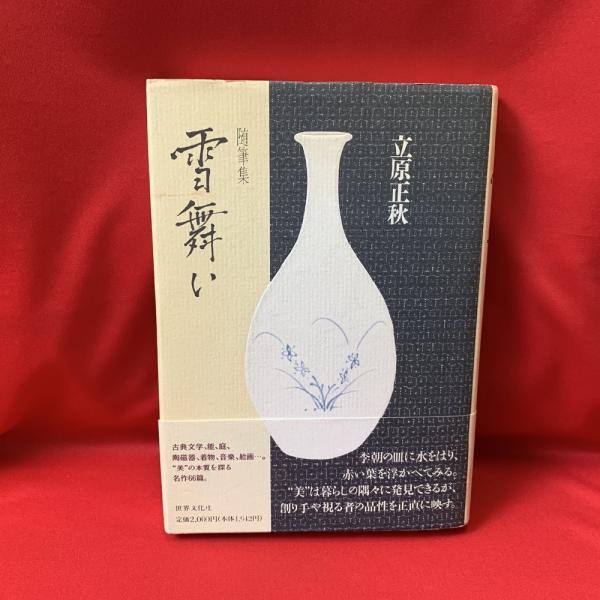 立原正秋
随筆集
雪舞い
李朝の皿に水をはり、
赤い葉を浮かべてみる。
“美”は暮らしの隅々に発見できるが、
創り手や視る者の品性を正直に映す。
古典文学、能、庭、
陶磁器、着物、音楽、絵画…。
“美”の本質を探る
名作66篇。
世界文化社
定価2,000円(本体1,942円)